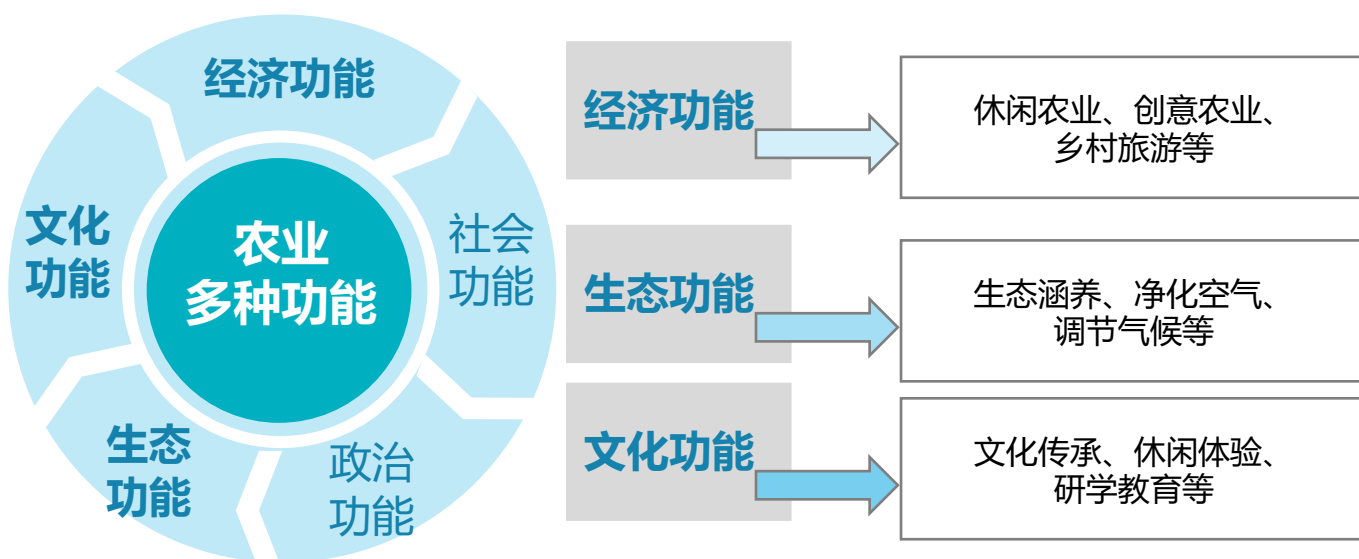 经济功能
社会
功能
政治
功能
生态
功能
文化
功能
农业
多种功能
经济功能
休闲农业、创意农业、
乡村旅游等
生态功能
生态涵养、净化空气、
调节气候等
文化功能
文化传承、休闲体验、
研学教育等